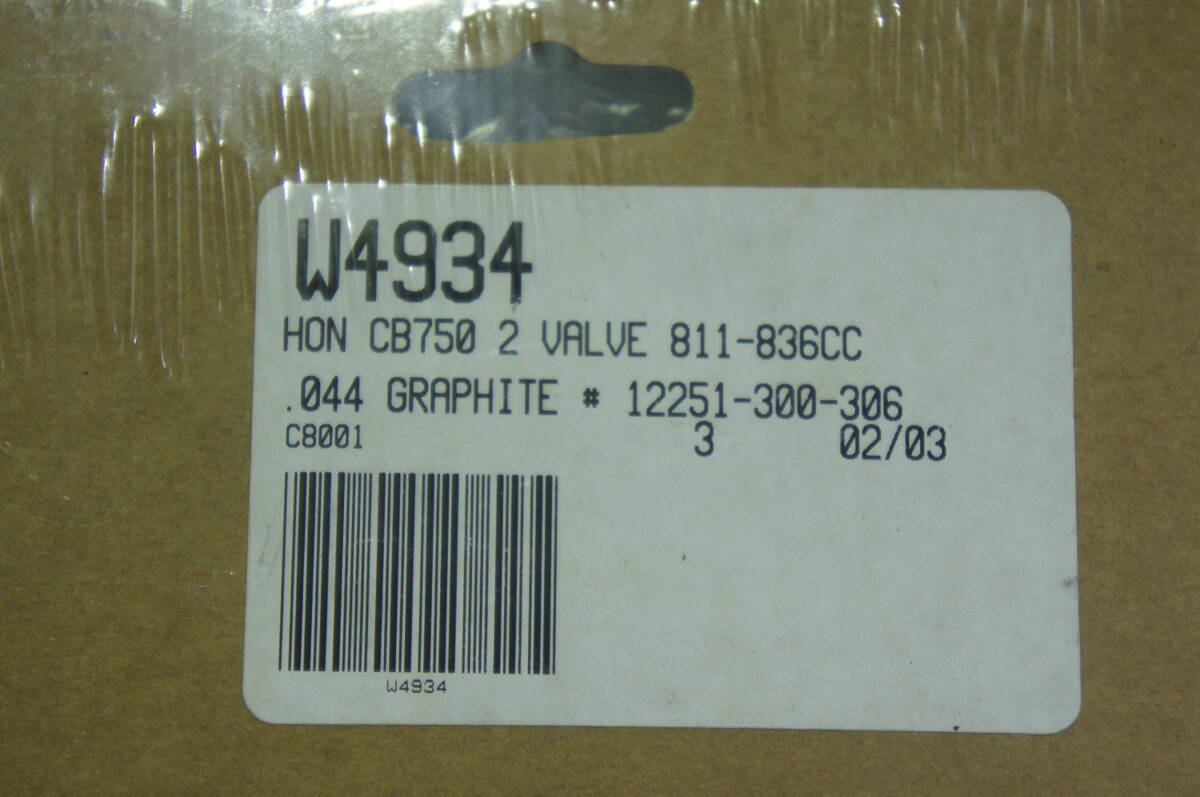 W4934
HON CB750 2 VALVE 811-836CC
.044 GRAPHITE # 12251-300-306
C8001 3 02/03
W4934